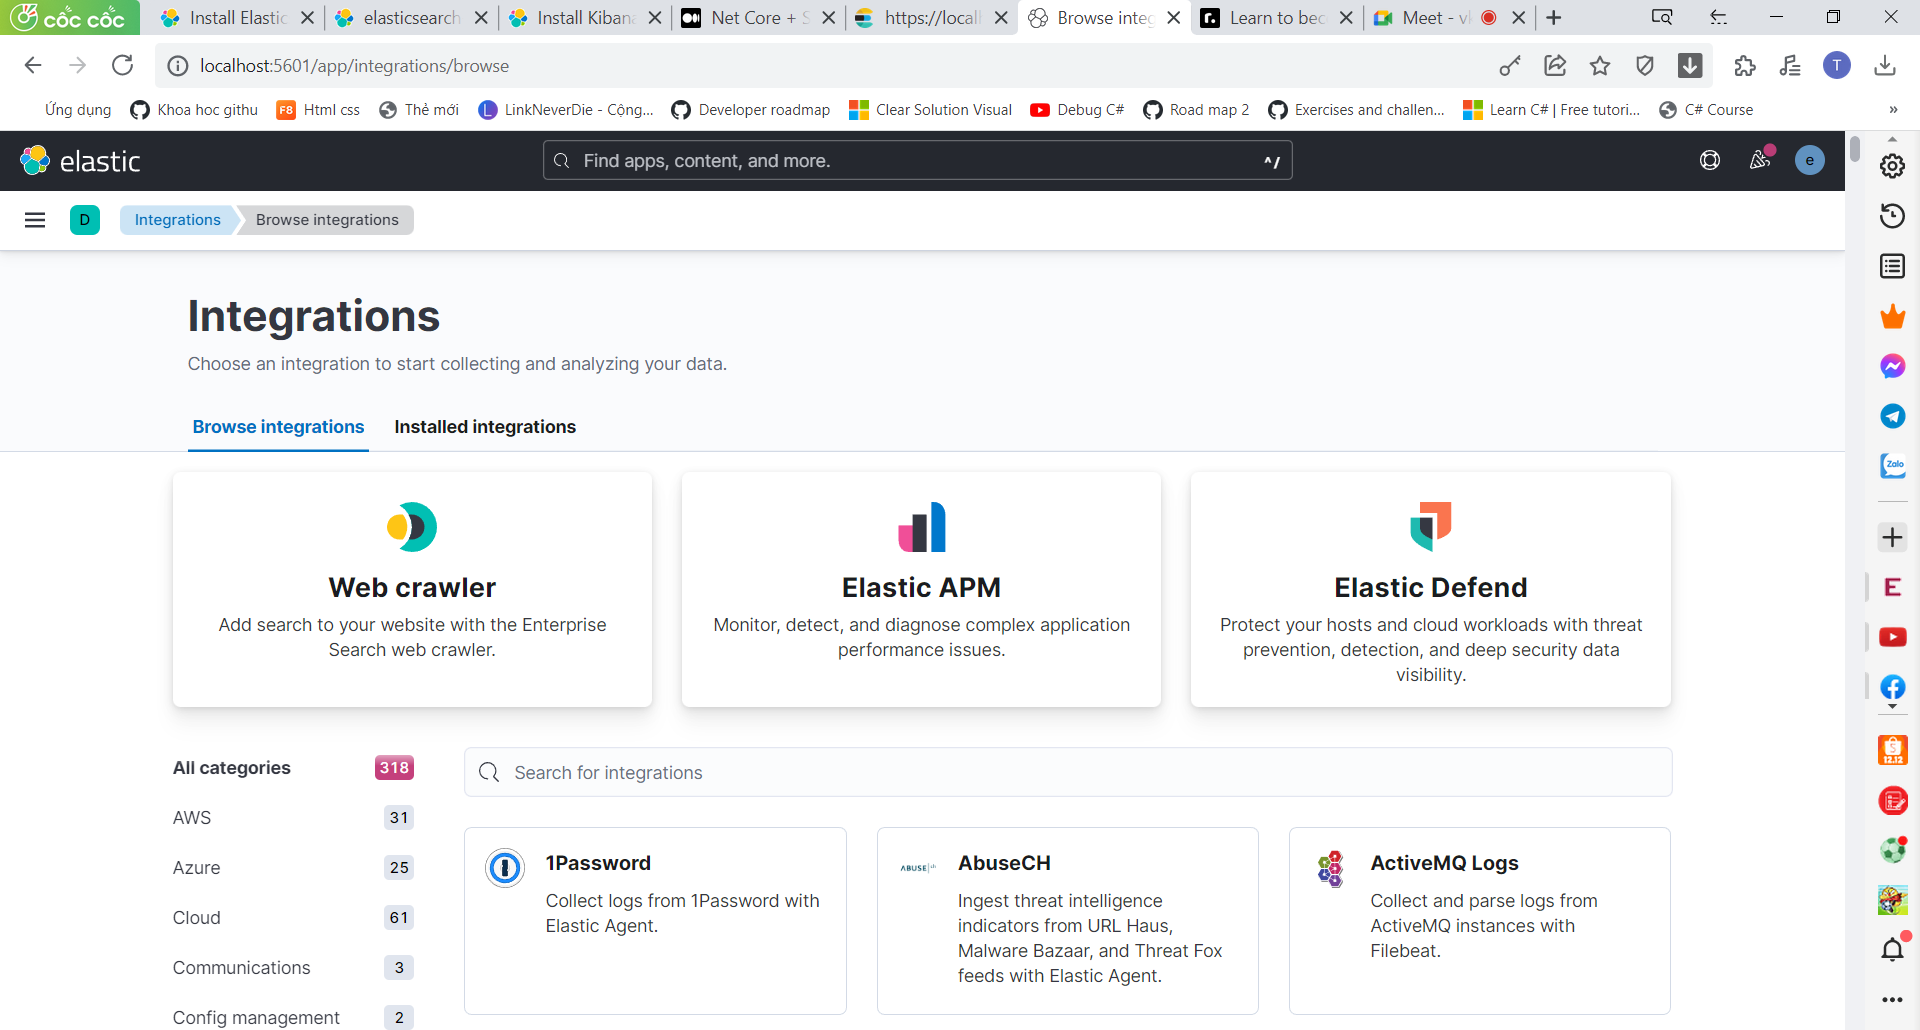 cốc cốc
Install Elastic
elasticsearch
Install Kibana
Net Core + S
https://locall
Browse integ
Learn to bec
Meet - v
localhost:5601/app/integrations/browse
T
Ứng dụng
Khoa hoc githu
F8 Html css
Thẻ mới
L LinkNeverDie - Cộng...
Developer roadmap
Clear Solution Visual
Debug C#
Road map 2
Exercises and challen...
Learn C# | Free tutori...
C# Course
»
elastic
Find apps, content, and more.
^/
e
D
Integrations
Browse integrations
Integrations
Choose an integration to start collecting and analyzing your data.
Browse integrations
Installed integrations
Web crawler
Add search to your website with the Enterprise
Search web crawler.
Elastic APM
Monitor, detect, and diagnose complex application
performance issues.
Elastic Defend
Protect your hosts and cloud workloads with threat
prevention, detection, and deep security data
visibility.
All categories 318
AWS 31
Azure 25
Cloud 61
Communications 3
Config management 2
Search for integrations
1Password
Collect logs from 1Password with
Elastic Agent.
ABUSE|ch
AbuseCH
Ingest threat intelligence
indicators from URL Haus,
Malware Bazaar, and Threat Fox
feeds with Elastic Agent.
ActiveMQ Logs
Collect and parse logs from
ActiveMQ instances with
Filebeat.
Zalo
E
S
12.12